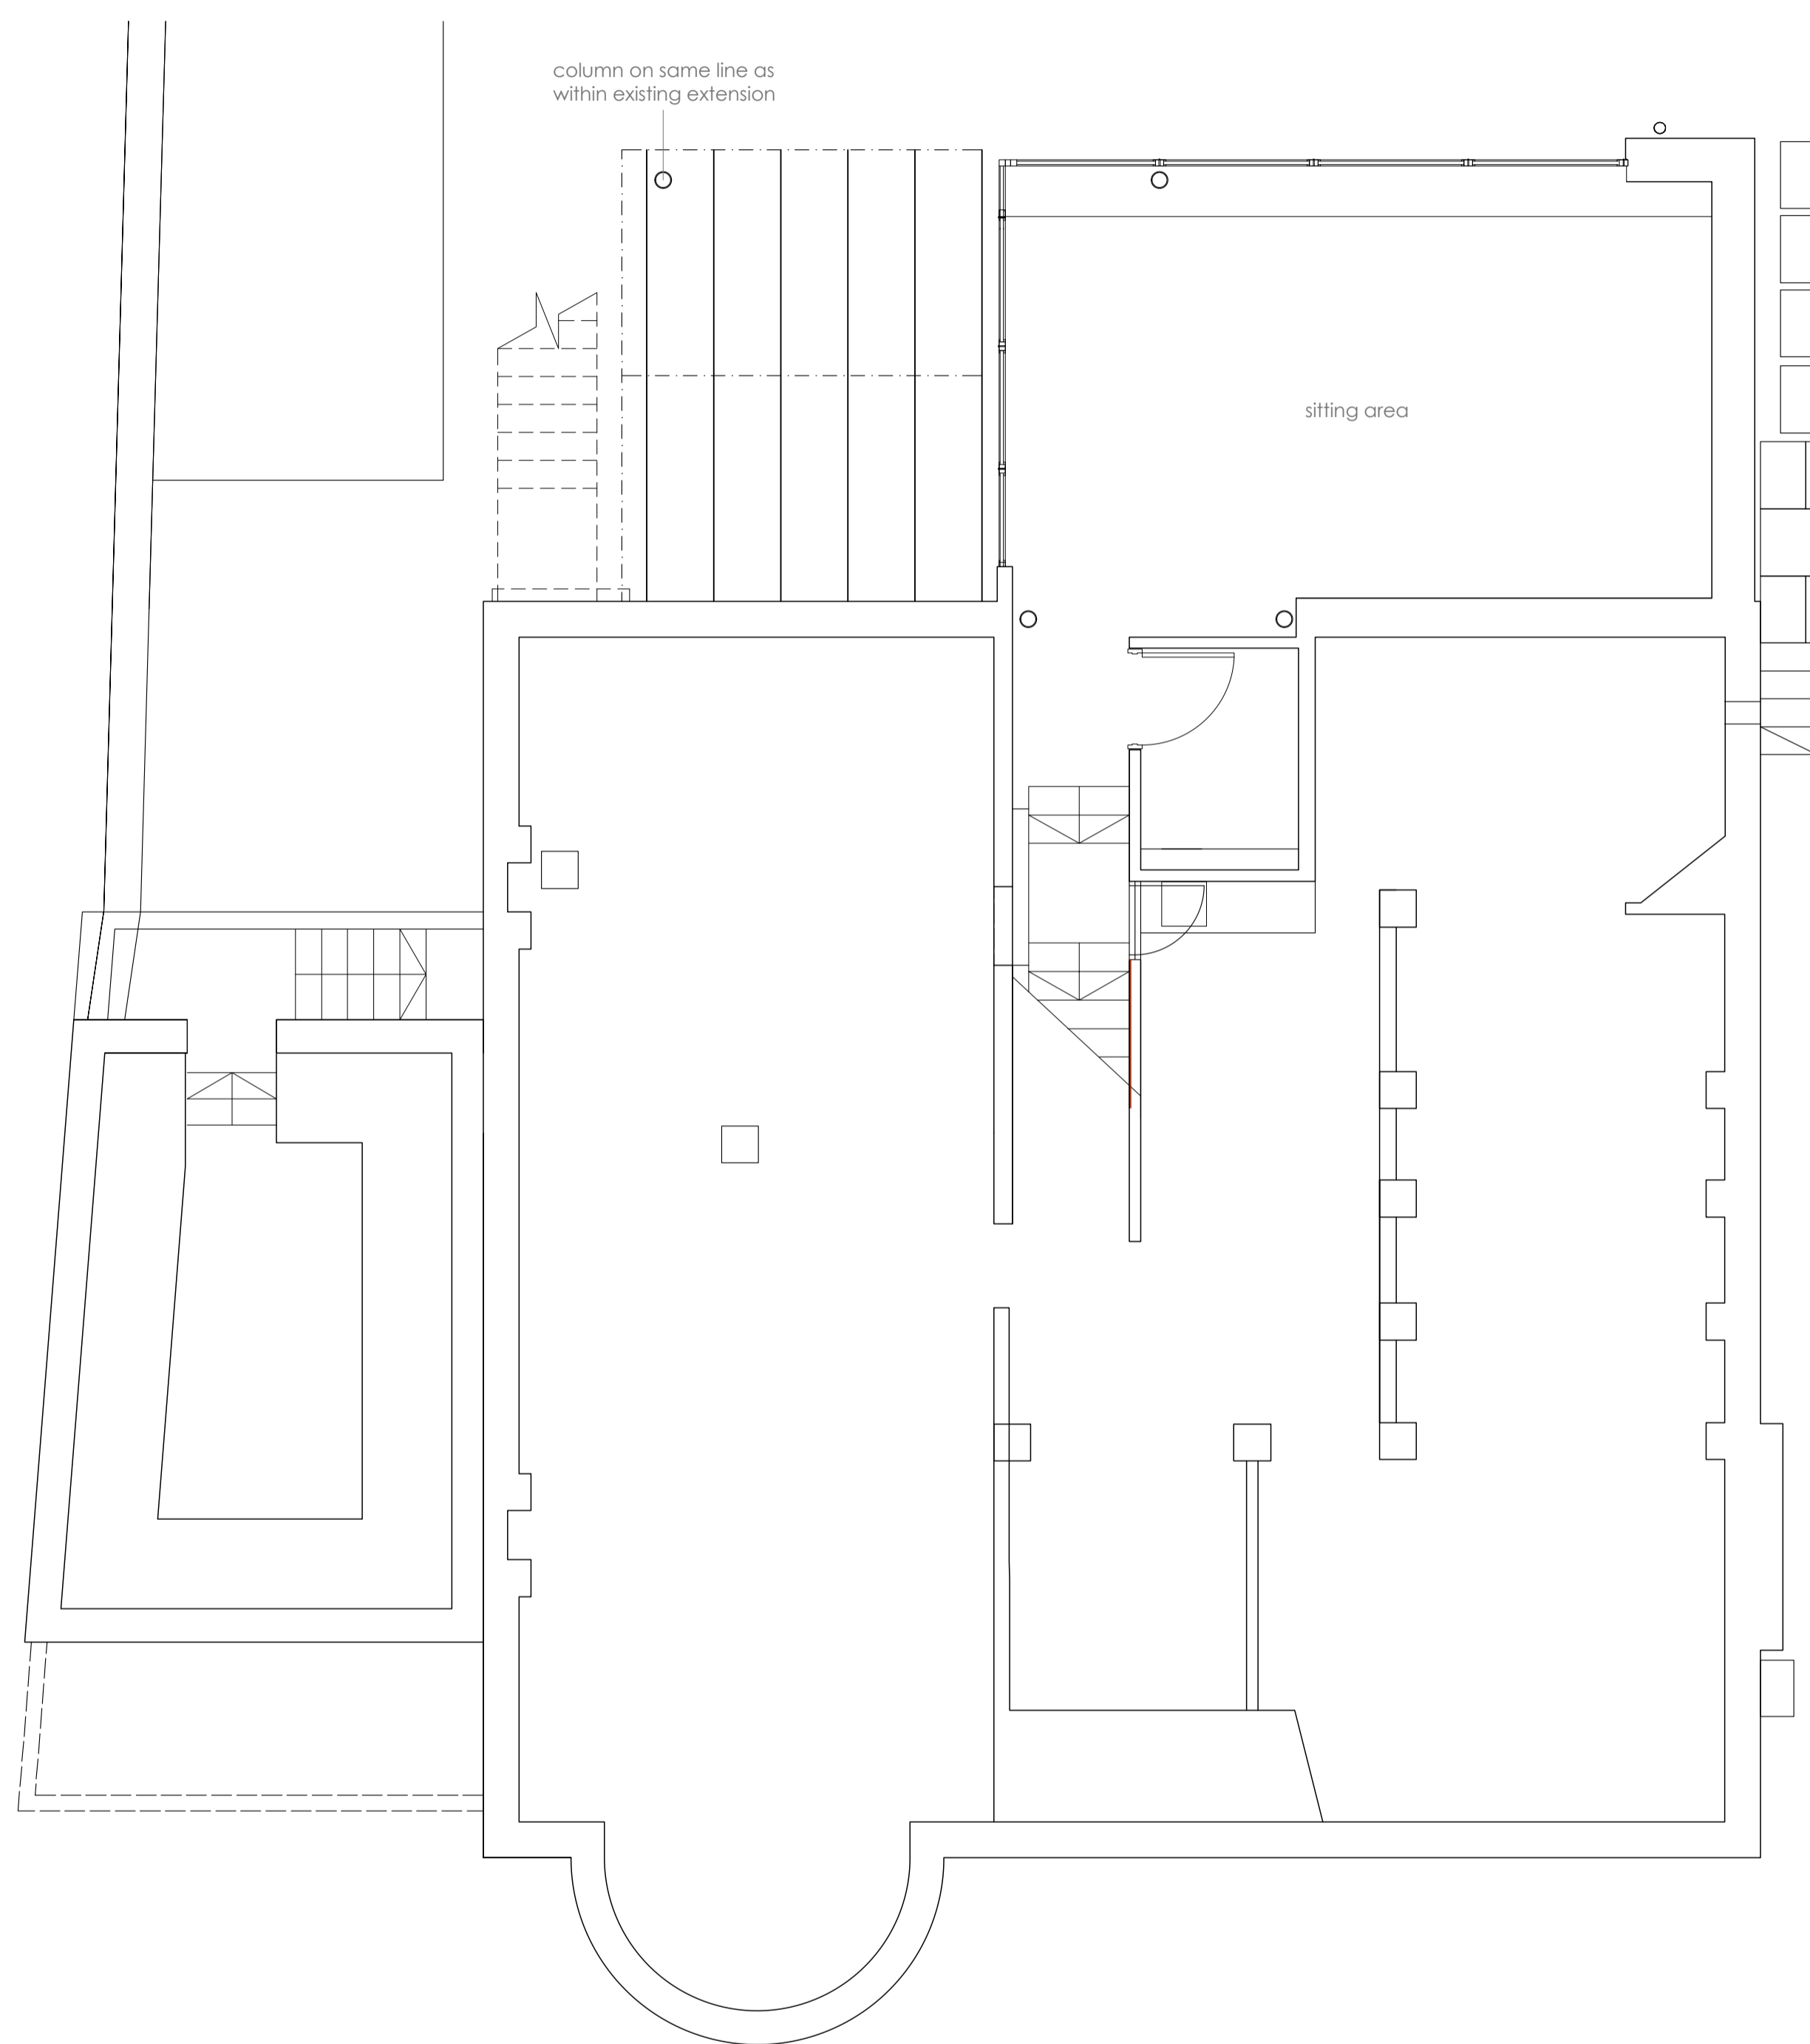 column on same line as
within existing extension
sitting area